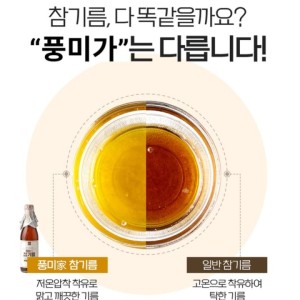 참기름, 다 똑같을까요?
“풍미가”는 다릅니다!
풍미家 참기름
저온압착 착유로
맑고 깨끗한 기름
일반 참기름
고온으로 착유하여
탁한 기름